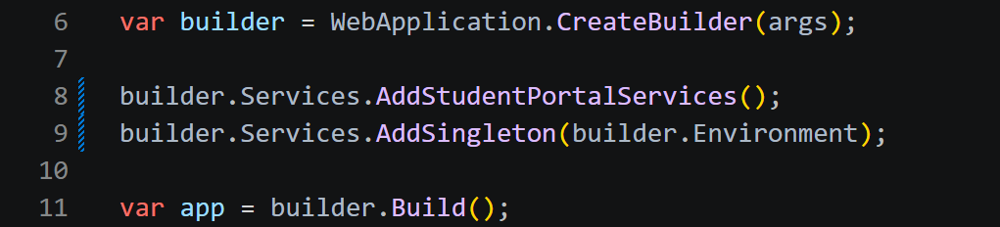 6 var builder = WebApplication.CreateBuilder(args);
7
8 builder.Services.AddStudentPortalServices();
9 builder.Services.AddSingleton(builder.Environment);
10
11 var app = builder.Build();